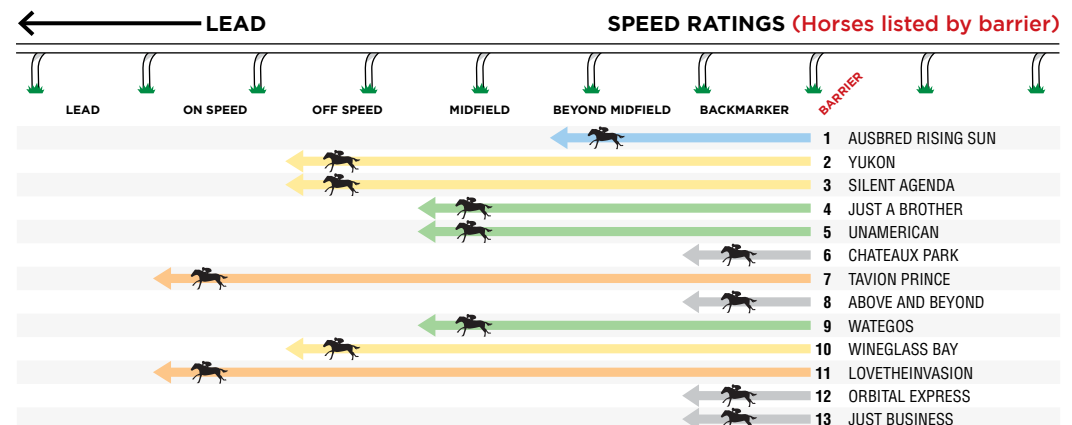 LEAD SPEED RATINGS (Horses listed by barrier)
LEAD ON SPEED OFF SPEED MIDFIELD BEYOND MIDFIELD BACKMARKER BARRIER
1 AUSBRED RISING SUN
2 YUKON
3 SILENT AGENDA
4 JUST A BROTHER
5 UNAMERICAN
6 CHATEAUX PARK
7 TAVION PRINCE
8 ABOVE AND BEYOND
9 WATEGOS
10 WINEGLASS BAY
11 LOVETHEINVASION
12 ORBITAL EXPRESS
13 JUST BUSINESS